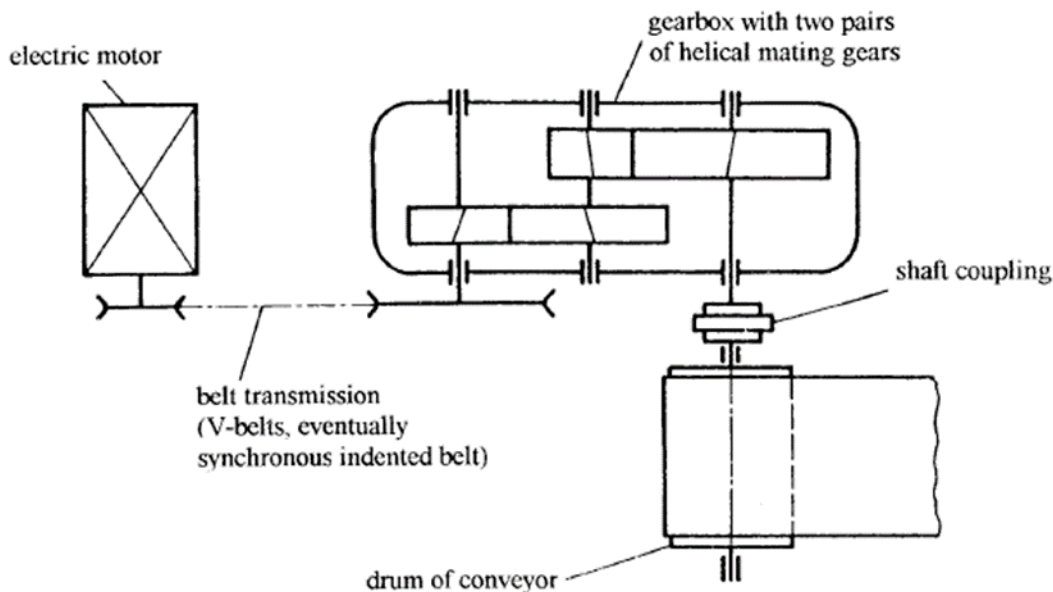 gearbox with two pairs
of helical mating gears
electric motor
shaft coupling
belt transmission
(V-belts, eventually
synchronous indented belt)
drum of conveyor